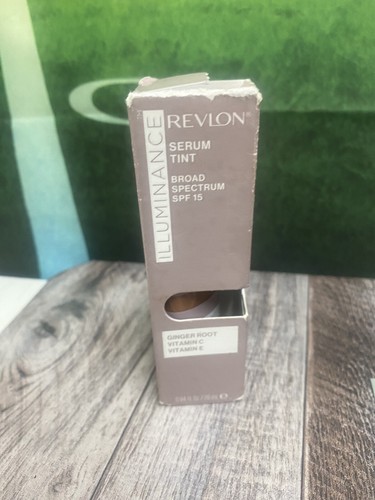 ILLUMINANCE
REVLON®
SERUM
TINT
BROAD
SPECTRUM
SPF 15
GINGER ROOT
VITAMIN C
VITAMIN E